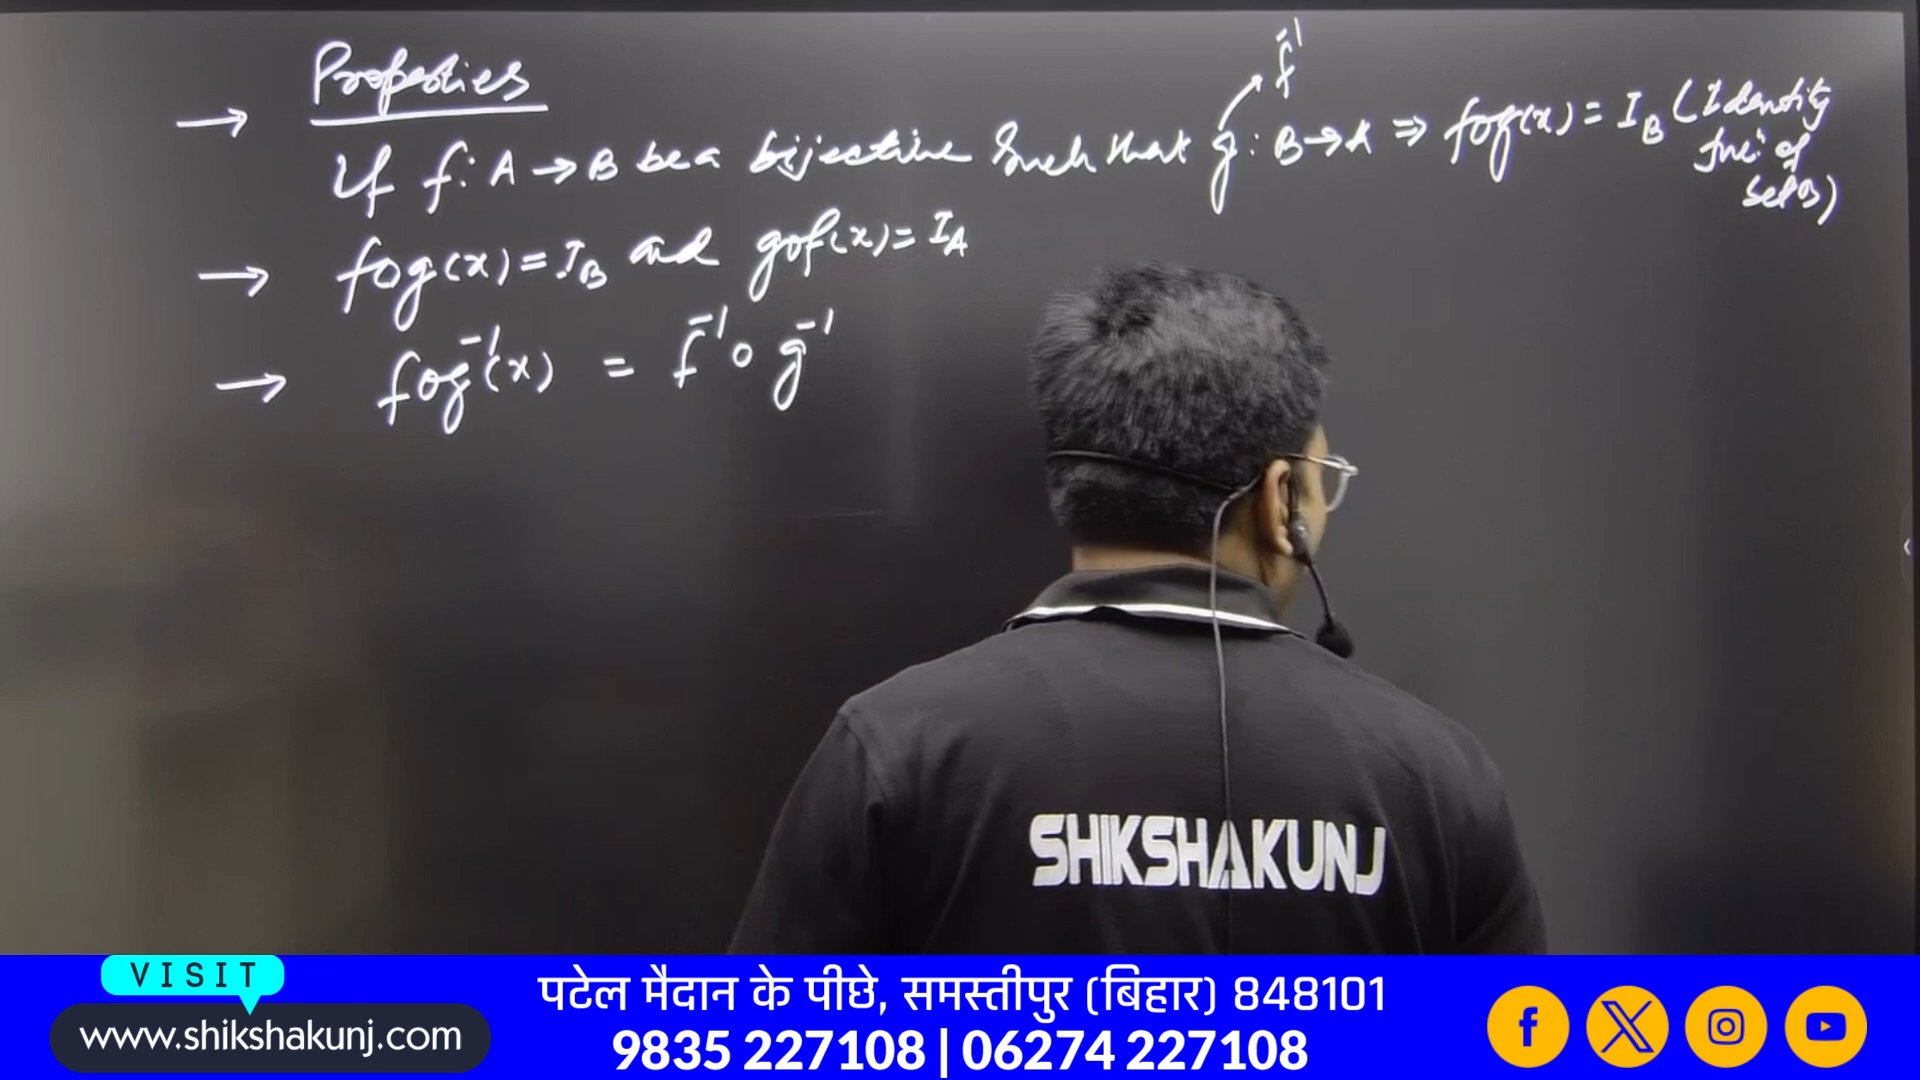 Properties
→ If f: A → B be a bijective such that g: B → A ⇒ fog(x) = I_B (Identity func. of set B)
f⁻¹
→ fog(x) = I_B and gof(x) = I_A
→ fog⁻¹(x) = f⁻¹ o g⁻¹
SHIKSHAKUNJ
VISIT
www.shikshakunj.com
पटेल मैदान के पीछे, समस्तीपुर (बिहार) 848101
9835 227108 | 06274 227108